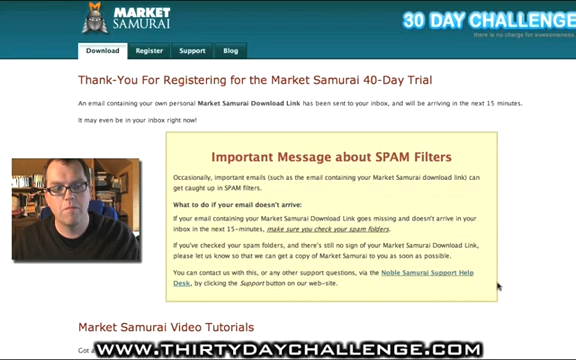 MARKET
SAMURAI
30 DAY CHALLENGE
there is no charge for awesomeness.
Download
Register
Support
Blog
Thank-You For Registering for the Market Samurai 40-Day Trial
An email containing your own personal Market Samurai Download Link has been sent to your inbox, and will be arriving in the next 15 minutes.
It may even be in your inbox right now!
Important Message about SPAM Filters
Occasionally, important emails (such as the email containing your Market Samurai download link) can
get caught up in SPAM filters.
What to do if your email doesn't arrive:
If your email containing your Market Samurai Download Link goes missing and doesn't arrive in your
inbox in the next 15-minutes, make sure you check your spam folders.
If you've checked your spam folders, and there's still no sign of your Market Samurai Download Link,
please let us know so that we can get a copy of Market Samurai to you as soon as possible.
You can contact us with this, or any other support questions, via the Noble Samurai Support Help
Desk, by clicking the Support button on our web-site.
Market Samurai Video Tutorials
Got a
WWW.THIRTYDAYCHALLENGE.COM